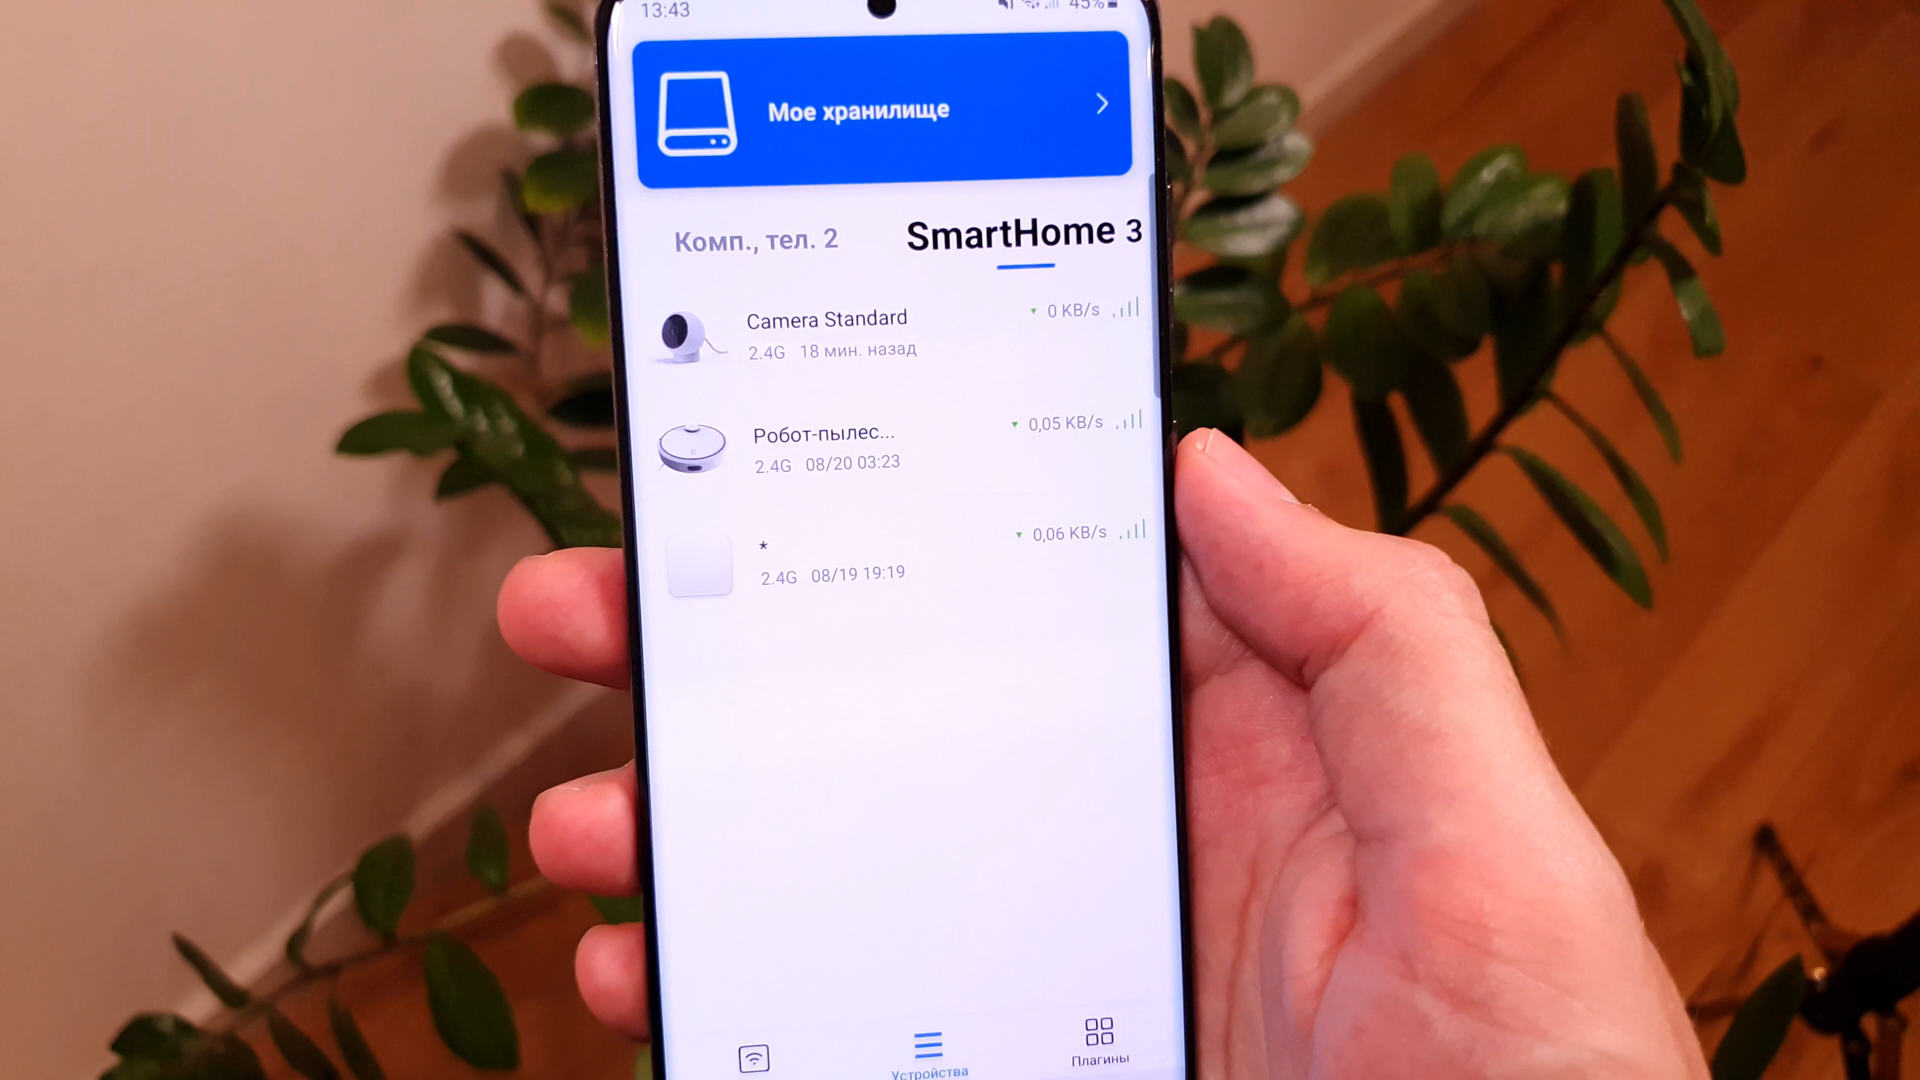 13:43 45%
Мое хранилище
Комп., тел. 2 SmartHome 3
Camera Standard 0 KB/s
2.4G 18 мин. назад
Робот-пылес... 0,05 KB/s
2.4G 08/20 03:23
* 0,06 KB/s
2.4G 08/19 19:19
Устройства Плагины